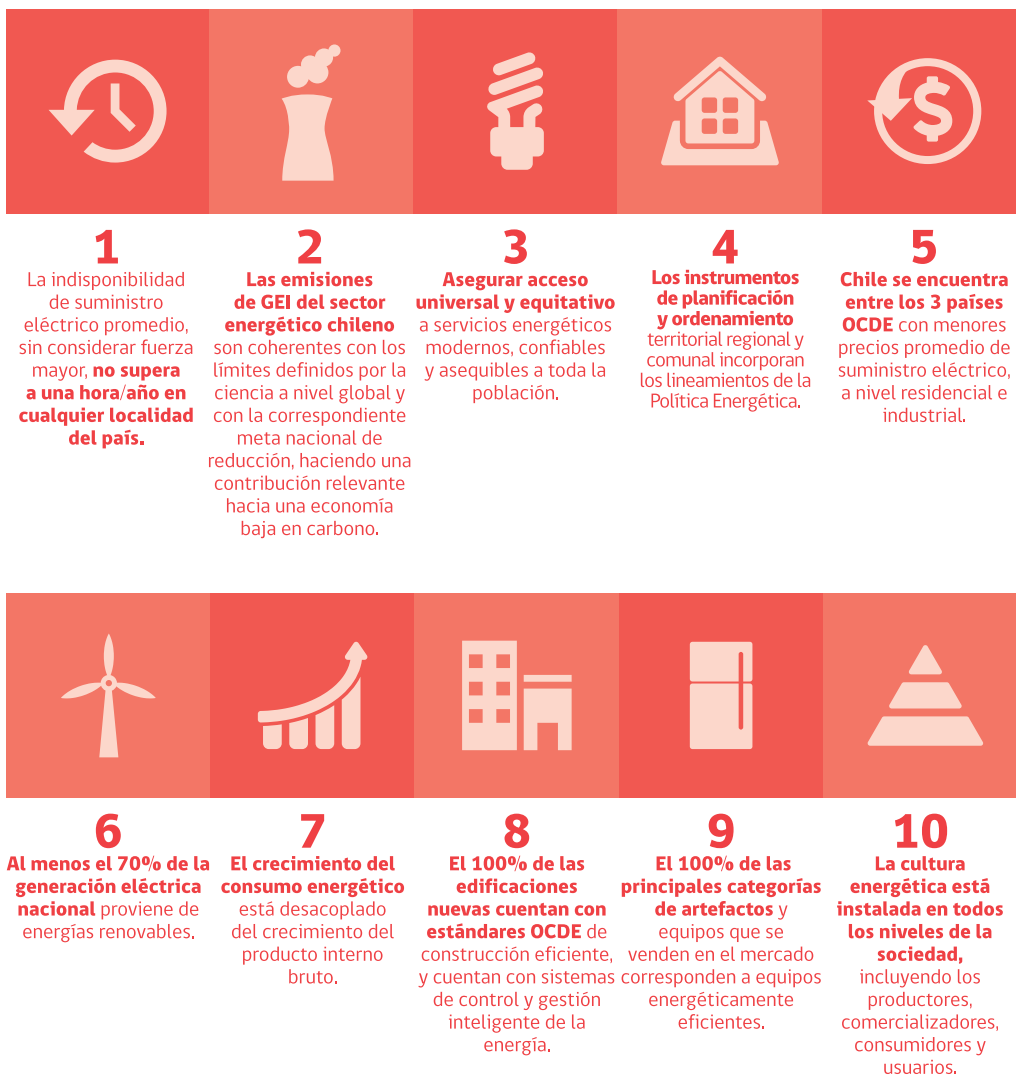 $
1
La indisponibilidad
de suministro
eléctrico promedio,
sin considerar fuerza
mayor, no supera
a una hora/año en
cualquier localidad
del país.
2
Las emisiones
de GEI del sector
energético chileno
son coherentes con los
límites definidos por la
ciencia a nivel global y
con la correspondiente
meta nacional de
reducción, haciendo una
contribución relevante
hacia una economía
baja en carbono.
3
Asegurar acceso
universal y equitativo
a servicios energéticos
modernos, confiables
y asequibles a toda la
población.
4
Los instrumentos
de planificación
y ordenamiento
territorial regional y
comunal incorporan
los lineamientos de la
Política Energética.
5
Chile se encuentra
entre los 3 países
OCDE con menores
precios promedio de
suministro eléctrico,
a nivel residencial e
industrial.
6
Al menos el 70% de la
generación eléctrica
nacional proviene de
energías renovables.
7
El crecimiento del
consumo energético
está desacoplado
del crecimiento del
producto interno
bruto.
8
El 100% de las
edificaciones
nuevas cuentan con
estándares OCDE de
construcción eficiente,
y cuentan con sistemas
de control y gestión
inteligente de la
energía.
9
El 100% de las
principales categorías
de artefactos y
equipos que se
venden en el mercado
corresponden a equipos
energéticamente
eficientes.
10
La cultura
energética está
instalada en todos
los niveles de la
sociedad,
incluyendo los
productores,
comercializadores,
consumidores y
usuarios.